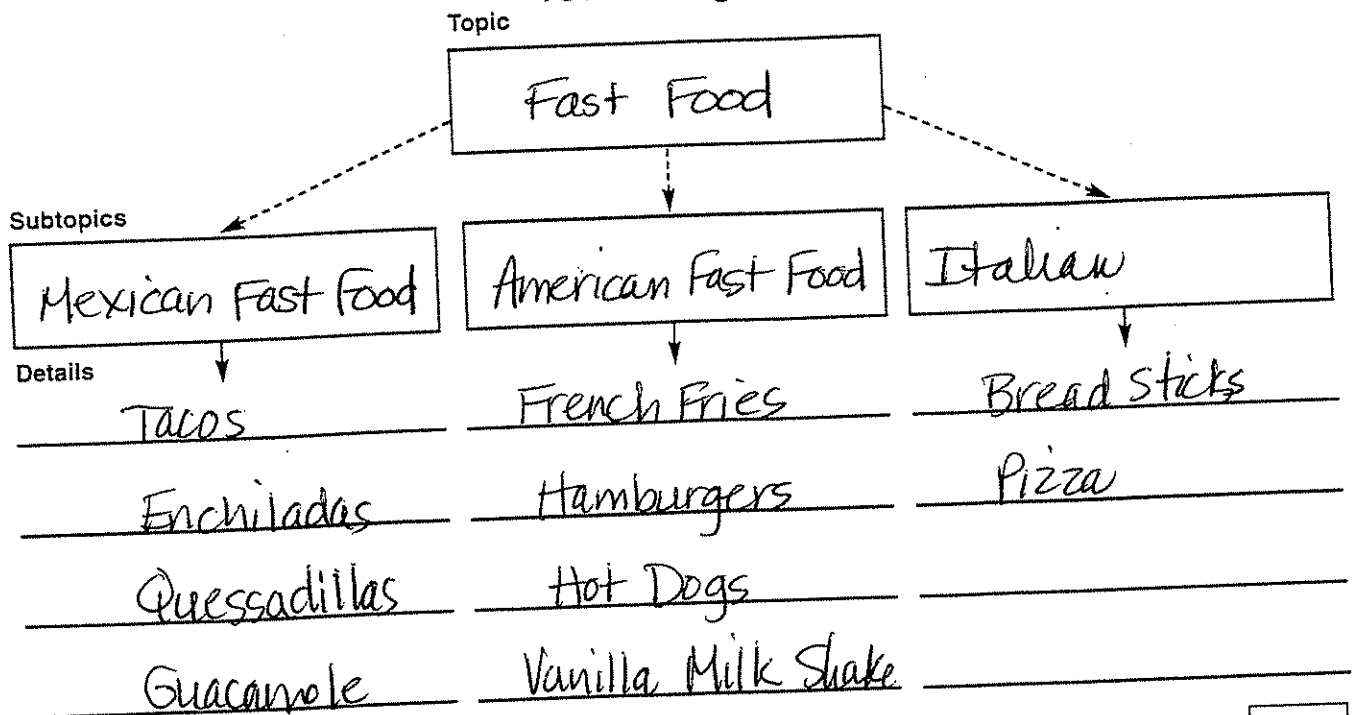 Topic
Fast Food
Subtopics
Mexican Fast Food
American Fast Food
Italian
Details
Tacos
French Fries
Bread Sticks
Enchiladas
Hamburgers
Pizza
Quessadillas
Hot Dogs
Guacamole
Vanilla Milk Shake